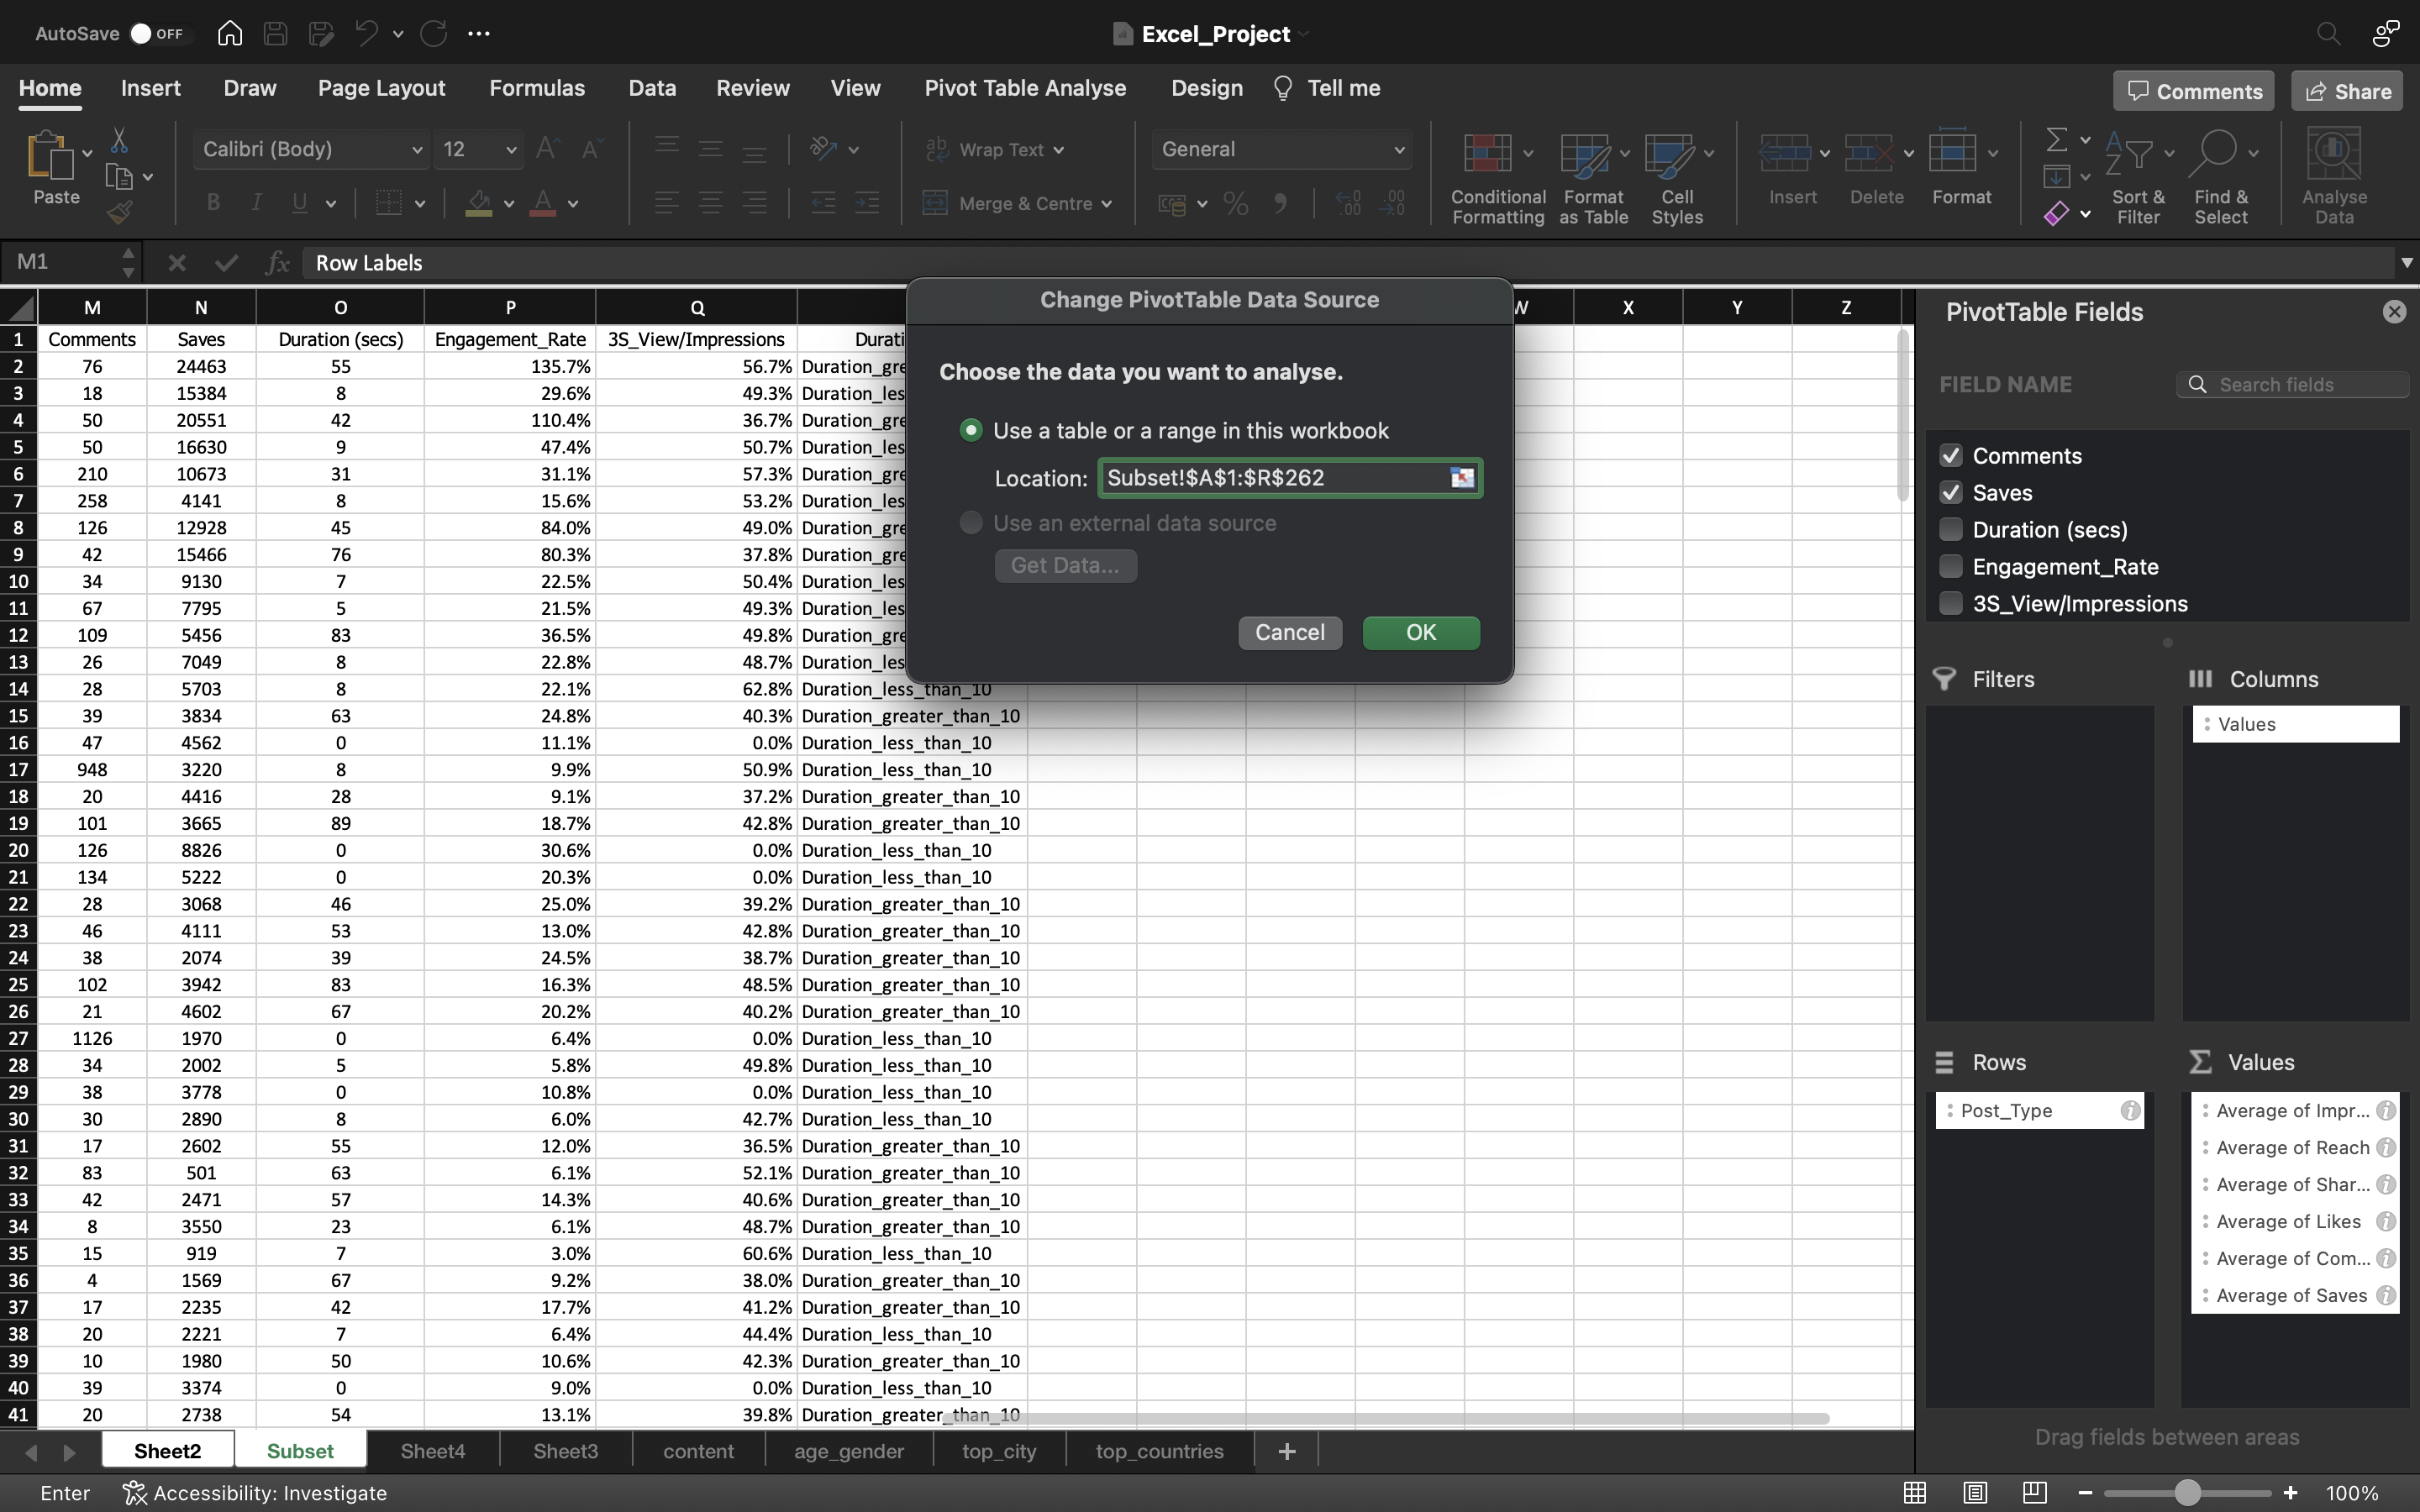 AutoSave OFF Excel_Project
Home Insert Draw Page Layout Formulas Data Review View Pivot Table Analyse Design Tell me Comments Share
Calibri (Body) 12 Wrap Text General
Paste B I U Merge & Centre Conditional Formatting Format as Table Cell Styles Insert Delete Format Sort & Filter Find & Select Analyse Data
M1 fx Row Labels
M N O P Q W X Y Z
1 Comments Saves Duration (secs) Engagement_Rate 3S_View/Impressions Durati
2 76 24463 55 135.7% 56.7% Duration_gre
3 18 15384 8 29.6% 49.3% Duration_les
4 50 20551 42 110.4% 36.7% Duration_gre
5 50 16630 9 47.4% 50.7% Duration_les
6 210 10673 31 31.1% 57.3% Duration_gre
7 258 4141 8 15.6% 53.2% Duration_les
8 126 12928 45 84.0% 49.0% Duration_gre
9 42 15466 76 80.3% 37.8% Duration_gre
10 34 9130 7 22.5% 50.4% Duration_les
11 67 7795 5 21.5% 49.3% Duration_les
12 109 5456 83 36.5% 49.8% Duration_gre
13 26 7049 8 22.8% 48.7% Duration_les
14 28 5703 8 22.1% 62.8% Duration_less_than_10
15 39 3834 63 24.8% 40.3% Duration_greater_than_10
16 47 4562 0 11.1% 0.0% Duration_less_than_10
17 948 3220 8 9.9% 50.9% Duration_less_than_10
18 20 4416 28 9.1% 37.2% Duration_greater_than_10
19 101 3665 89 18.7% 42.8% Duration_greater_than_10
20 126 8826 0 30.6% 0.0% Duration_less_than_10
21 134 5222 0 20.3% 0.0% Duration_less_than_10
22 28 3068 46 25.0% 39.2% Duration_greater_than_10
23 46 4111 53 13.0% 42.8% Duration_greater_than_10
24 38 2074 39 24.5% 38.7% Duration_greater_than_10
25 102 3942 83 16.3% 48.5% Duration_greater_than_10
26 21 4602 67 20.2% 40.2% Duration_greater_than_10
27 1126 1970 0 6.4% 0.0% Duration_less_than_10
28 34 2002 5 5.8% 49.8% Duration_less_than_10
29 38 3778 0 10.8% 0.0% Duration_less_than_10
30 30 2890 8 6.0% 42.7% Duration_less_than_10
31 17 2602 55 12.0% 36.5% Duration_greater_than_10
32 83 501 63 6.1% 52.1% Duration_greater_than_10
33 42 2471 57 14.3% 40.6% Duration_greater_than_10
34 8 3550 23 6.1% 48.7% Duration_greater_than_10
35 15 919 7 3.0% 60.6% Duration_less_than_10
36 4 1569 67 9.2% 38.0% Duration_greater_than_10
37 17 2235 42 17.7% 41.2% Duration_greater_than_10
38 20 2221 7 6.4% 44.4% Duration_less_than_10
39 10 1980 50 10.6% 42.3% Duration_greater_than_10
40 39 3374 0 9.0% 0.0% Duration_less_than_10
41 20 2738 54 13.1% 39.8% Duration_greater_than_10
Change PivotTable Data Source
Choose the data you want to analyse.
Use a table or a range in this workbook
Location: Subset!$A$1:$R$262
Use an external data source
Get Data...
Cancel OK
PivotTable Fields
FIELD NAME Search fields
Comments
Saves
Duration (secs)
Engagement_Rate
3S_View/Impressions
Filters Columns
Values
Rows Values
Post_Type Average of Impr...
Average of Reach
Average of Shar...
Average of Likes
Average of Com...
Average of Saves
Drag fields between areas
Sheet2 Subset Sheet4 Sheet3 content age_gender top_city top_countries +
Enter Accessibility: Investigate 100%